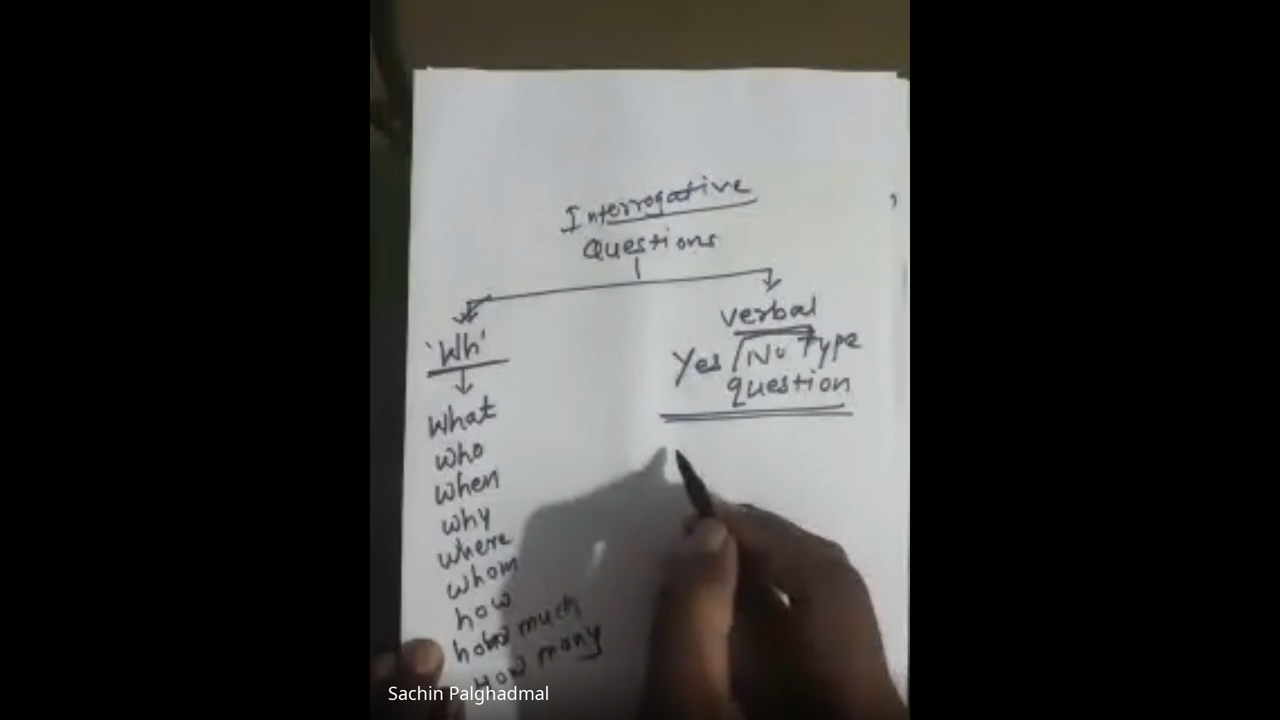 Interrogative
Questions
'Wh'
What
who
when
why
where
whom
how
how much
How many
verbal
Yes/No Type
question
Sachin Palghadmal